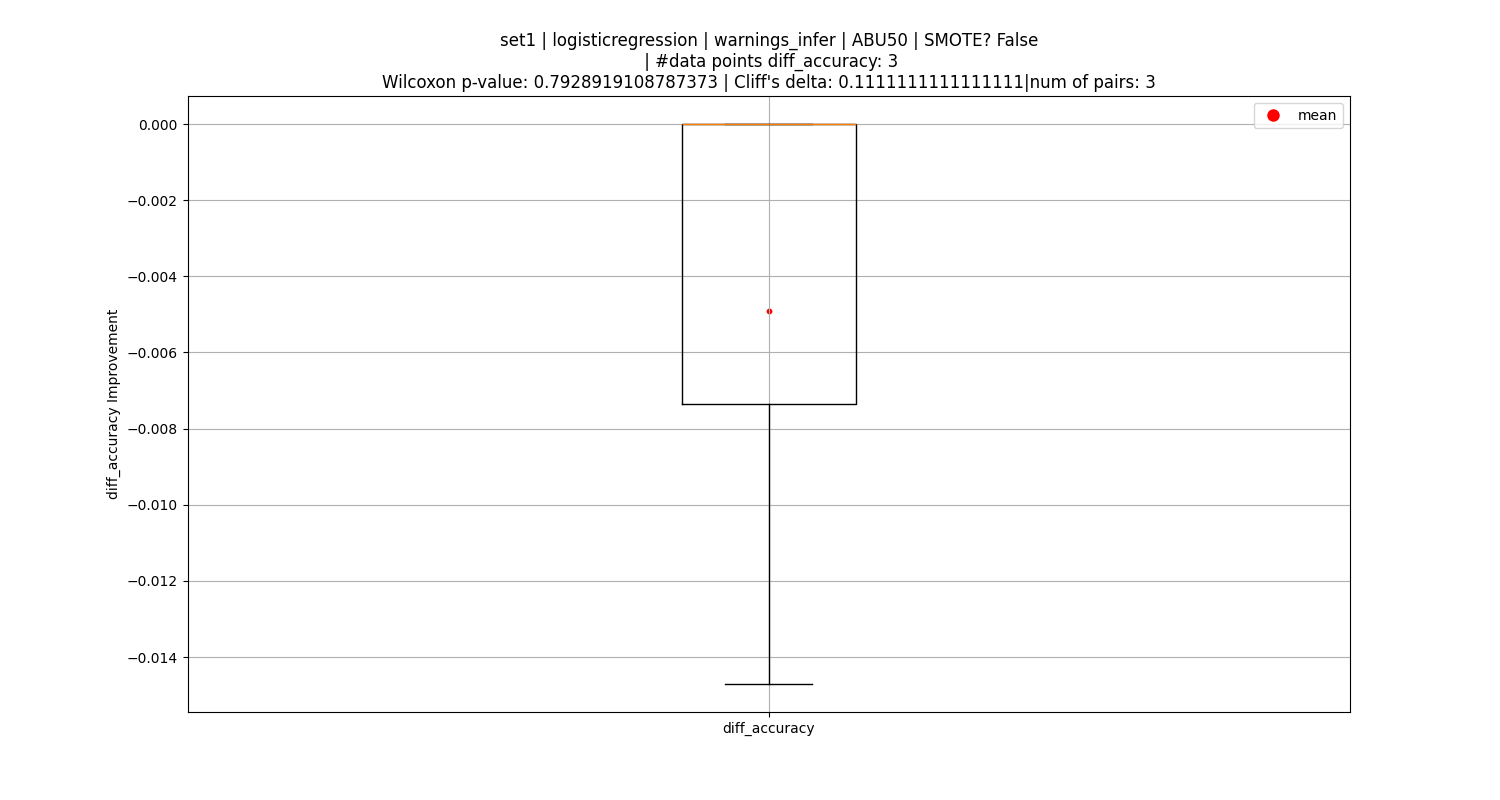 set1 | logisticregression | warnings_infer | ABU50 | SMOTE? False
| #data points diff_accuracy: 3
Wilcoxon p-value: 0.7928919108787373 | Cliff's delta: 0.1111111111111111|num of pairs: 3
mean
0.000
−0.002
−0.004
−0.006
−0.008
−0.010
−0.012
−0.014
diff_accuracy Improvement
diff_accuracy